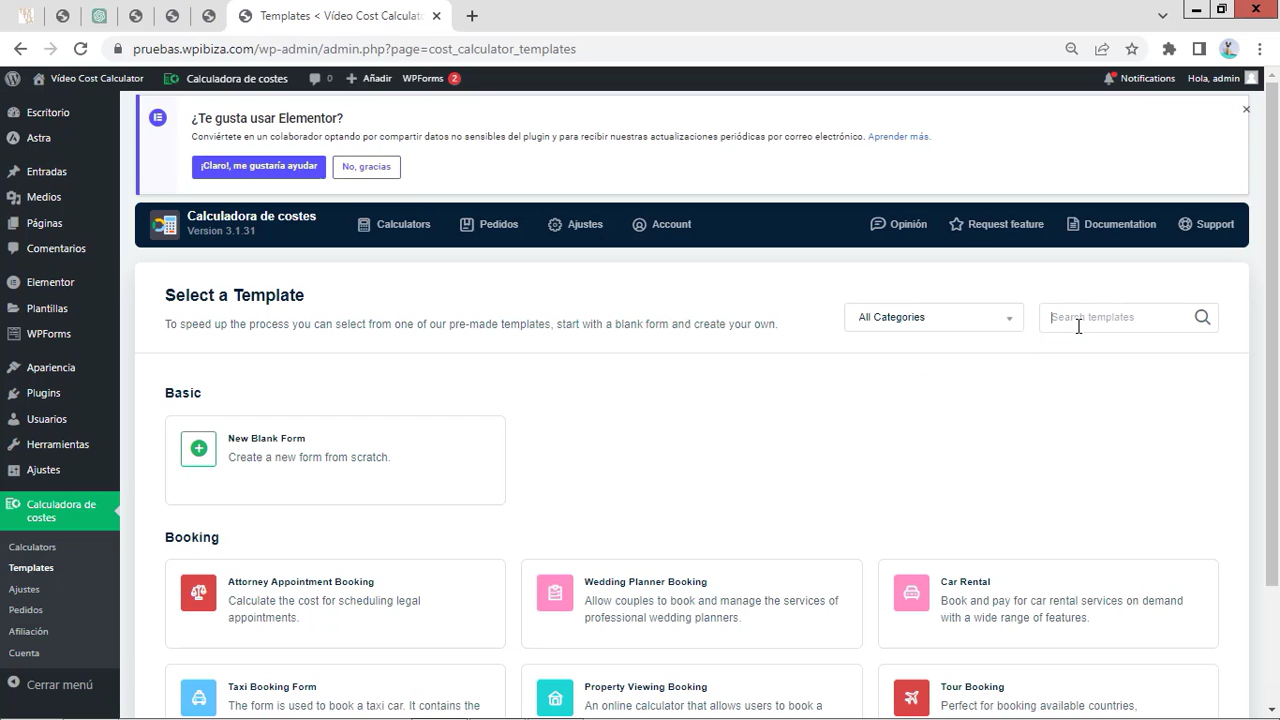 Templates < Vídeo Cost Calculato
pruebas.wpibiza.com/wp-admin/admin.php?page=cost_calculator_templates
Vídeo Cost Calculator
Calculadora de costes
0
Añadir
WPForms 2
Notifications
Hola, admin
Escritorio
Astra
Entradas
Medios
Páginas
Comentarios
Elementor
Plantillas
WPForms
Apariencia
Plugins
Usuarios
Herramientas
Ajustes
Calculadora de
costes
Calculators
Templates
Ajustes
Pedidos
Afiliación
Cuenta
Cerrar menú
¿Te gusta usar Elementor?
Conviértete en un colaborador optando por compartir datos no sensibles del plugin y para recibir nuestras actualizaciones periódicas por correo electrónico. Aprender más.
¡Claro!, me gustaría ayudar
No, gracias
Calculadora de costes
Version 3.1.31
Calculators
Pedidos
Ajustes
Account
Opinión
Request feature
Documentation
Support
Select a Template
To speed up the process you can select from one of our pre-made templates, start with a blank form and create your own.
All Categories
Search templates
Basic
New Blank Form
Create a new form from scratch.
Booking
Attorney Appointment Booking
Calculate the cost for scheduling legal
appointments.
Wedding Planner Booking
Allow couples to book and manage the services of
professional wedding planners.
Car Rental
Book and pay for car rental services on demand
with a wide range of features.
Taxi Booking Form
The form is used to book a taxi car. It contains the
Property Viewing Booking
An online calculator that allows users to book a
Tour Booking
Perfect for booking available countries,